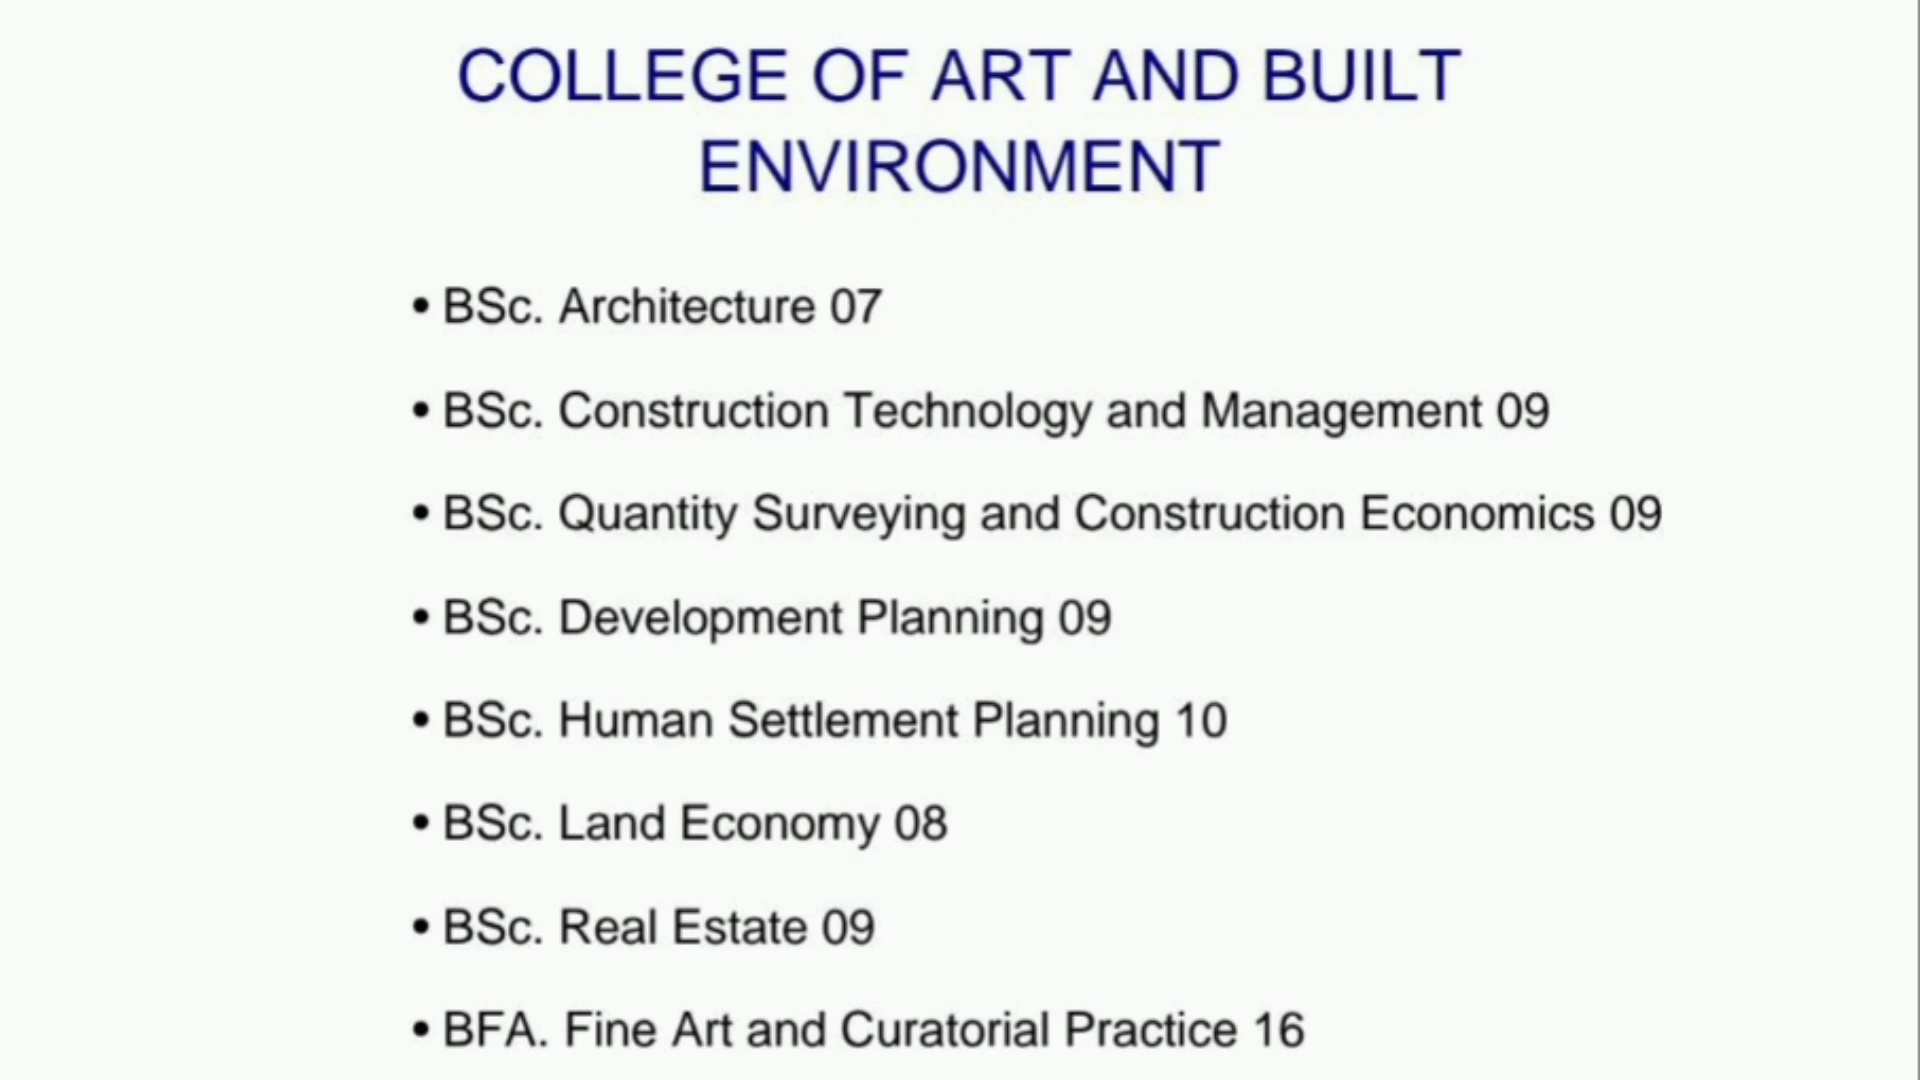 COLLEGE OF ART AND BUILT
ENVIRONMENT
• BSc. Architecture 07
• BSc. Construction Technology and Management 09
• BSc. Quantity Surveying and Construction Economics 09
• BSc. Development Planning 09
• BSc. Human Settlement Planning 10
• BSc. Land Economy 08
• BSc. Real Estate 09
• BFA. Fine Art and Curatorial Practice 16